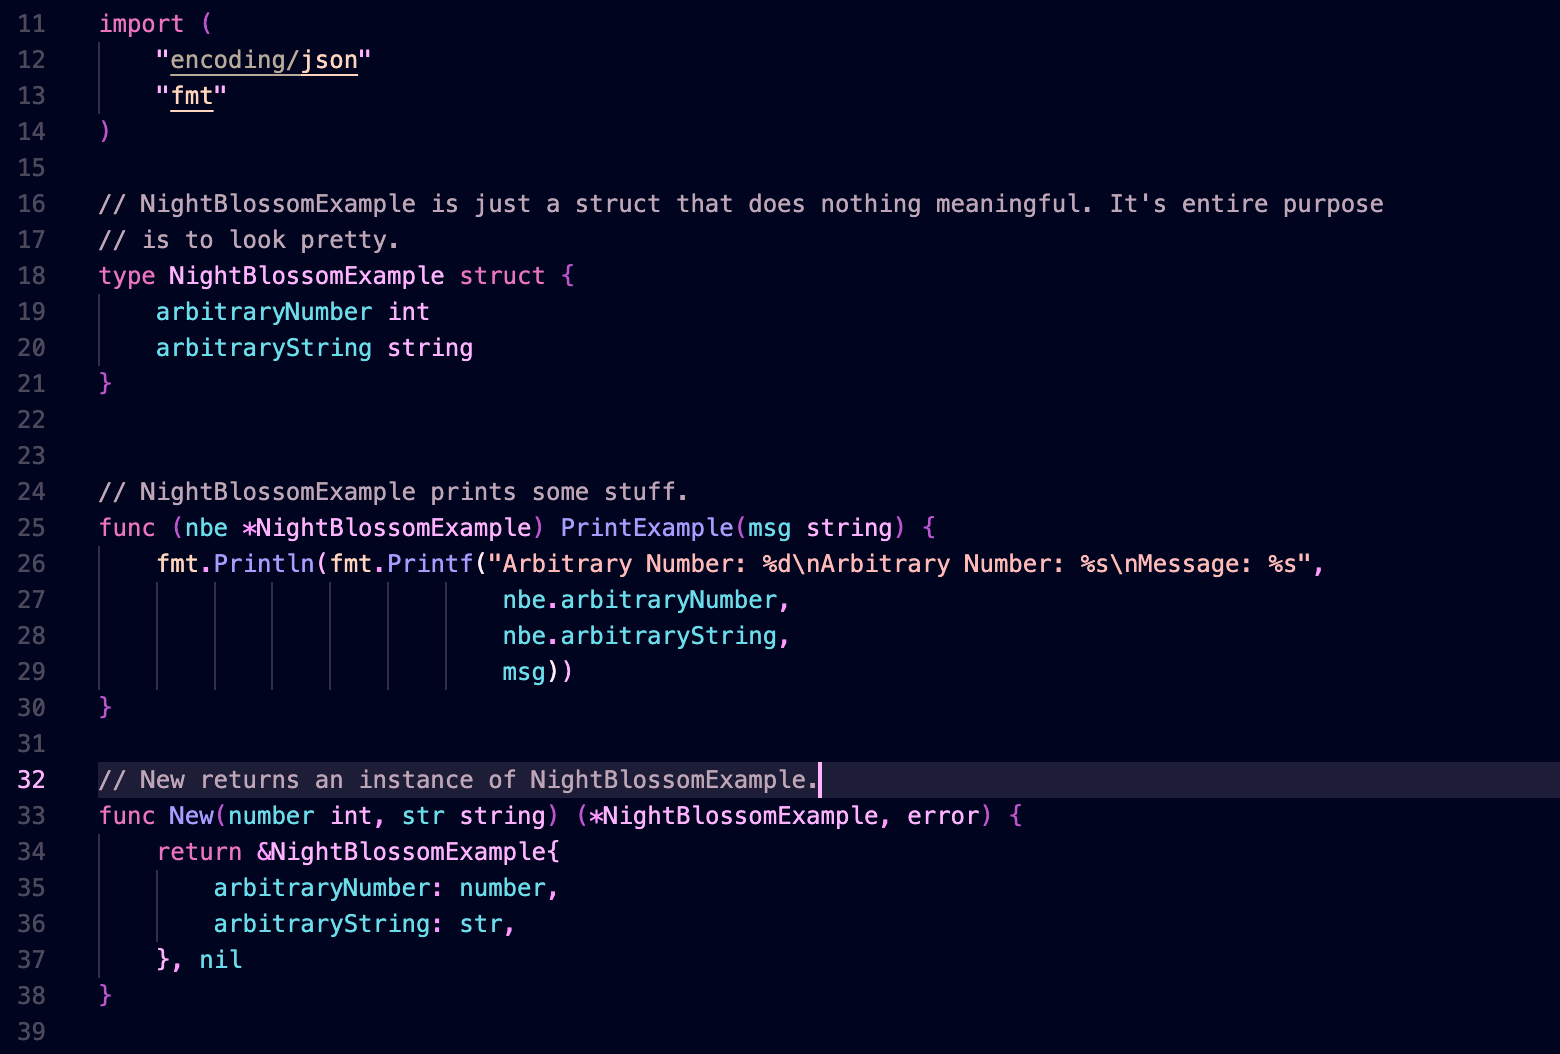 11 import (
12     "encoding/json"
13     "fmt"
14 )
15
16 // NightBlossomExample is just a struct that does nothing meaningful. It's entire purpose
17 // is to look pretty.
18 type NightBlossomExample struct {
19     arbitraryNumber int
20     arbitraryString string
21 }
22
23
24 // NightBlossomExample prints some stuff.
25 func (nbe *NightBlossomExample) PrintExample(msg string) {
26     fmt.Println(fmt.Printf("Arbitrary Number: %d\nArbitrary Number: %s\nMessage: %s",
27                             nbe.arbitraryNumber,
28                             nbe.arbitraryString,
29                             msg))
30 }
31
32 // New returns an instance of NightBlossomExample.
33 func New(number int, str string) (*NightBlossomExample, error) {
34     return &NightBlossomExample{
35         arbitraryNumber: number,
36         arbitraryString: str,
37     }, nil
38 }
39